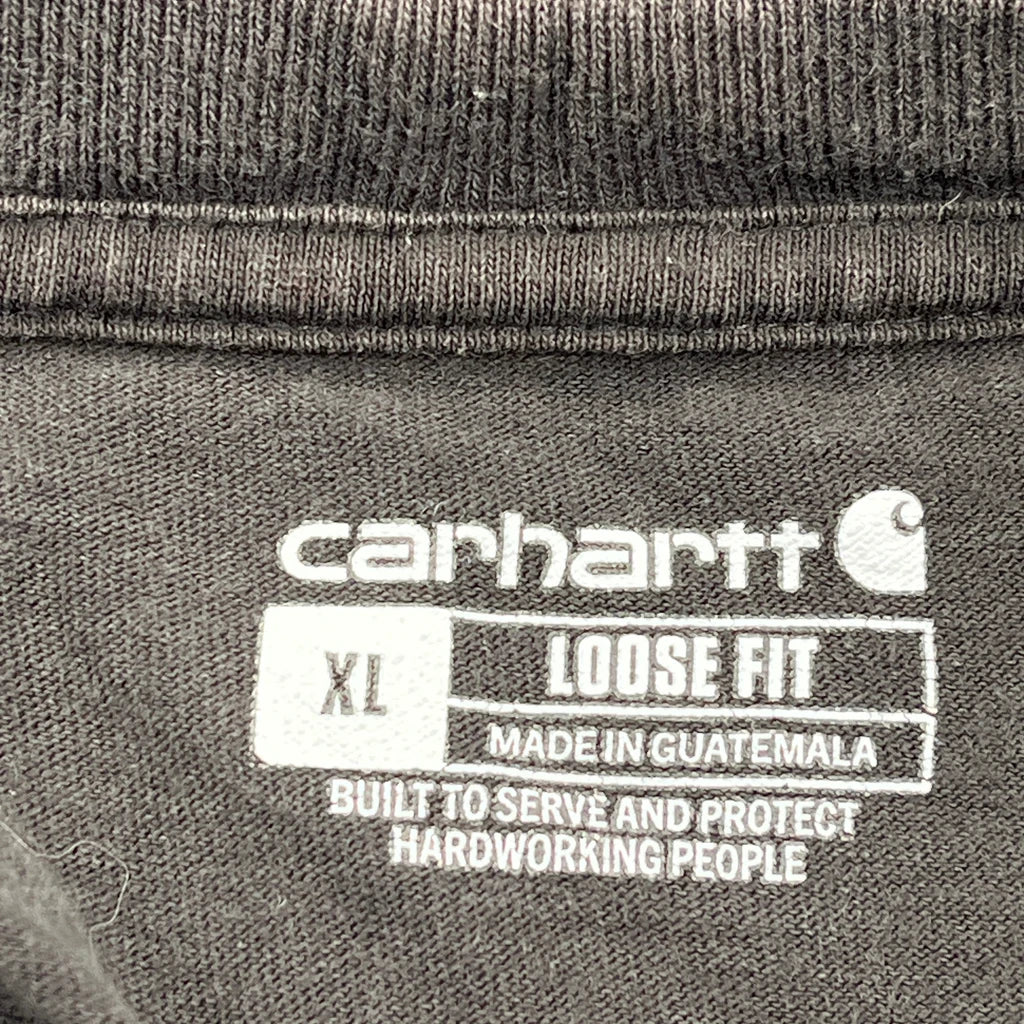 carhartt
XL
LOOSE FIT
MADE IN GUATEMALA
BUILT TO SERVE AND PROTECT
HARDWORKING PEOPLE